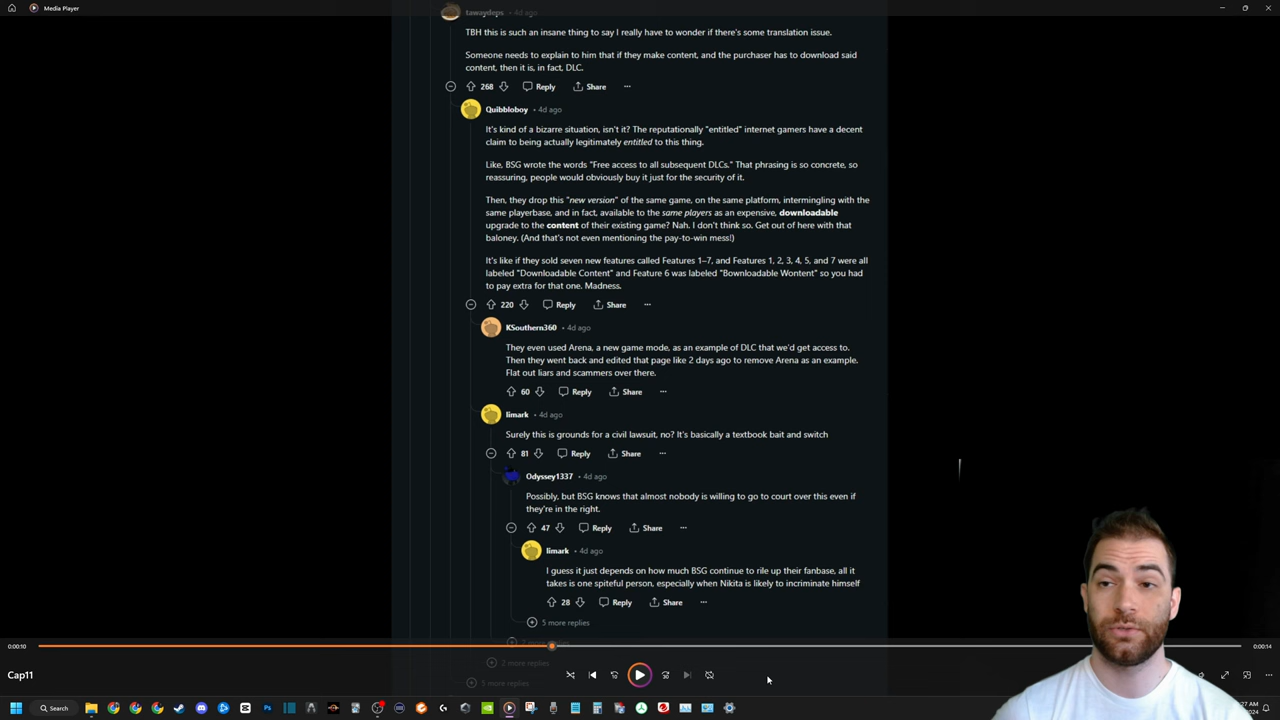 Media Player
tawaydeps • 4d ago
TBH this is such an insane thing to say I really have to wonder if there's some translation issue.
Someone needs to explain to him that if they make content, and the purchaser has to download said
content, then it is, in fact, DLC.
268 Reply Share ...
Quibbloboy • 4d ago
It's kind of a bizarre situation, isn't it? The reputationally "entitled" internet gamers have a decent
claim to being actually legitimately entitled to this thing.
Like, BSG wrote the words "Free access to all subsequent DLCs." That phrasing is so concrete, so
reassuring, people would obviously buy it just for the security of it.
Then, they drop this "new version" of the same game, on the same platform, intermingling with the
same playerbase, and in fact, available to the same players as an expensive, downloadable
upgrade to the content of their existing game? Nah. I don't think so. Get out of here with that
baloney. (And that's not even mentioning the pay-to-win mess!)
It's like if they sold seven new features called Features 1–7, and Features 1, 2, 3, 4, 5, and 7 were all
labeled "Downloadable Content" and Feature 6 was labeled "Bownloadable Wontent" so you had
to pay extra for that one. Madness.
220 Reply Share ...
KSouthern360 • 4d ago
They even used Arena, a new game mode, as an example of DLC that we'd get access to.
Then they went back and edited that page like 2 days ago to remove Arena as an example.
Flat out liars and scammers over there.
60 Reply Share ...
limark • 4d ago
Surely this is grounds for a civil lawsuit, no? It's basically a textbook bait and switch
81 Reply Share ...
Odyssey1337 • 4d ago
Possibly, but BSG knows that almost nobody is willing to go to court over this even if
they're in the right.
47 Reply Share ...
limark • 4d ago
I guess it just depends on how much BSG continue to rile up their fanbase, all it
takes is one spiteful person, especially when Nikita is likely to incriminate himself
28 Reply Share ...
5 more replies
0:00:10 0:00:14
2 more replies
Cap11
5 more replies
Search